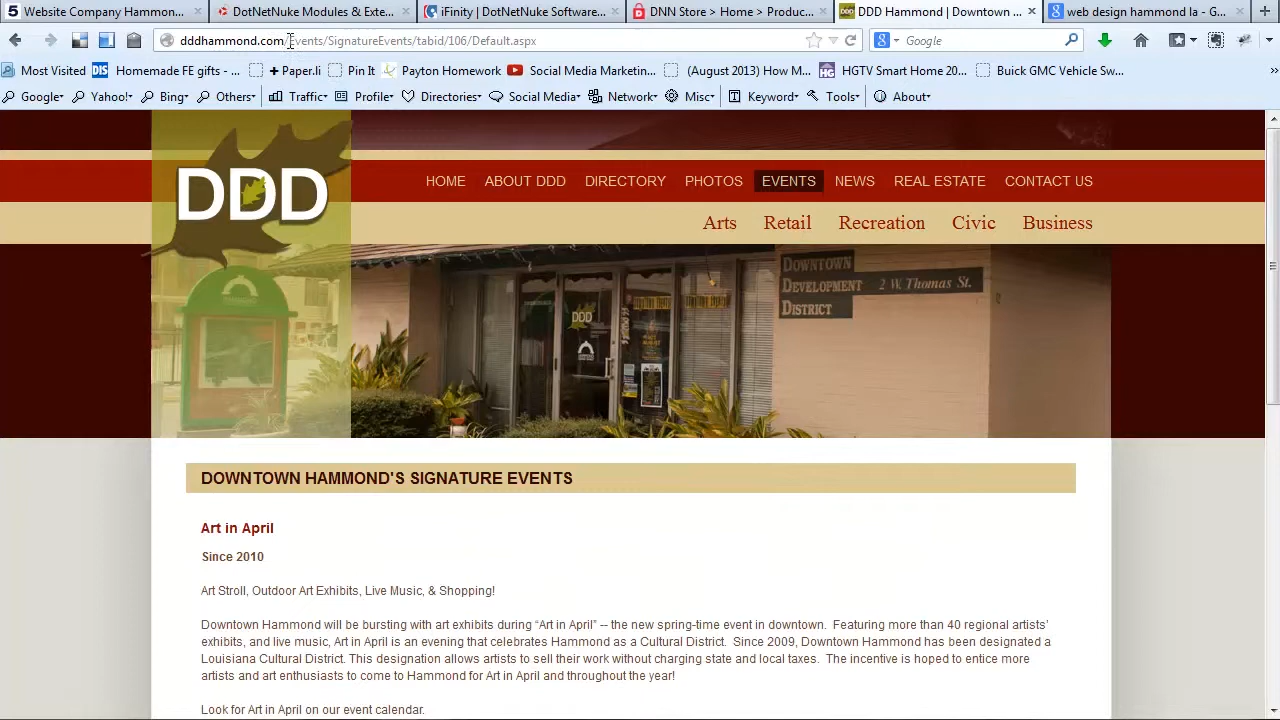 Website Company Hammon...
DotNetNuke Modules & Exte...
iFinity | DotNetNuke Software...
DNN Store > Home > Produc...
DDD Hammond | Downtown ...
web design hammond la - G...
dddhammond.com/Events/SignatureEvents/tabid/106/Default.aspx
Google
Most Visited
Homemade FE gifts - ...
+ Paper.li
Pin It
Payton Homework
Social Media Marketin...
(August 2013) How M...
HGTV Smart Home 20...
Buick GMC Vehicle Sw...
Google
Yahoo!
Bing
Others
Traffic
Profile
Directories
Social Media
Network
Misc
Keyword
Tools
About
DDD
HOME ABOUT DDD DIRECTORY PHOTOS EVENTS NEWS REAL ESTATE CONTACT US
Arts Retail Recreation Civic Business
DOWNTOWN
DEVELOPMENT 2 W. THOMAS ST.
DISTRICT
DDD
DOWNTOWN HAMMOND'S SIGNATURE EVENTS
Art in April
Since 2010
Art Stroll, Outdoor Art Exhibits, Live Music, & Shopping!
Downtown Hammond will be bursting with art exhibits during “Art in April” -- the new spring-time event in downtown. Featuring more than 40 regional artists’
exhibits, and live music, Art in April is an evening that celebrates Hammond as a Cultural District. Since 2009, Downtown Hammond has been designated a
Louisiana Cultural District. This designation allows artists to sell their work without charging state and local taxes. The incentive is hoped to entice more
artists and art enthusiasts to come to Hammond for Art in April and throughout the year!
Look for Art in April on our event calendar.